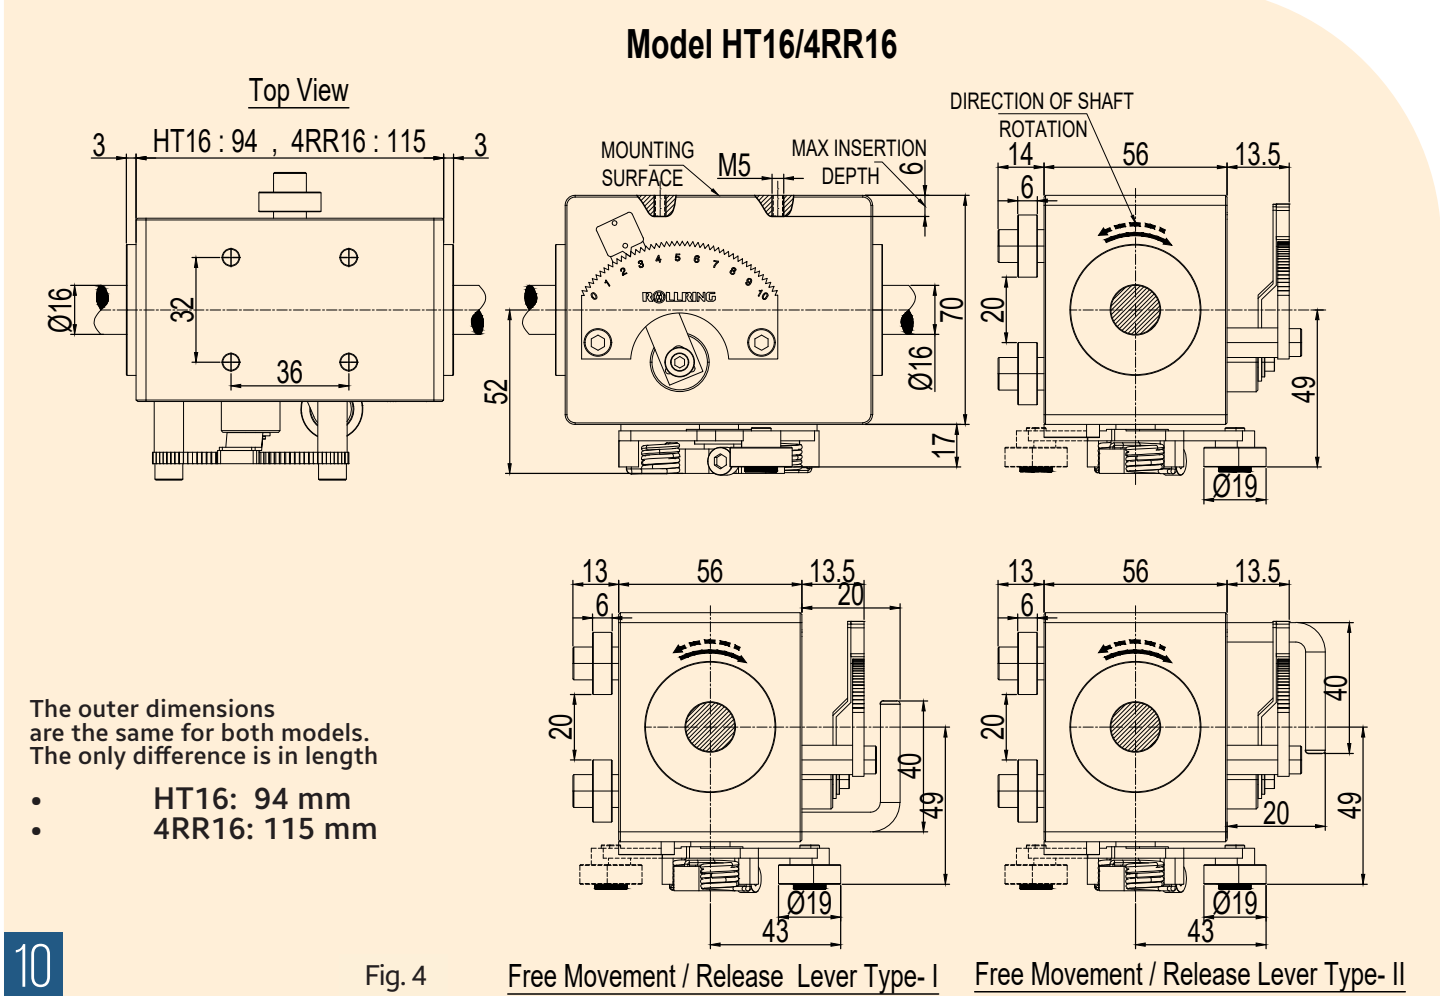 Model HT16/4RR16
Top View
3 HT16 : 94 , 4RR16 : 115 3
Ø16
32
36
MOUNTING
SURFACE
M5
MAX INSERTION
DEPTH
6
0 1 2 3 4 5 6 7 8 9 10
ROLLRING
52
70
Ø16
17
DIRECTION OF SHAFT
ROTATION
14 56 13.5
6
20
49
Ø19
13 56 13.5
20
6
20
40
49
Ø19
43
13 56 13.5
6
20
40
20
49
Ø19
43
The outer dimensions
are the same for both models.
The only difference is in length
• HT16: 94 mm
• 4RR16: 115 mm
10
Fig. 4
Free Movement / Release Lever Type- I
Free Movement / Release Lever Type- II